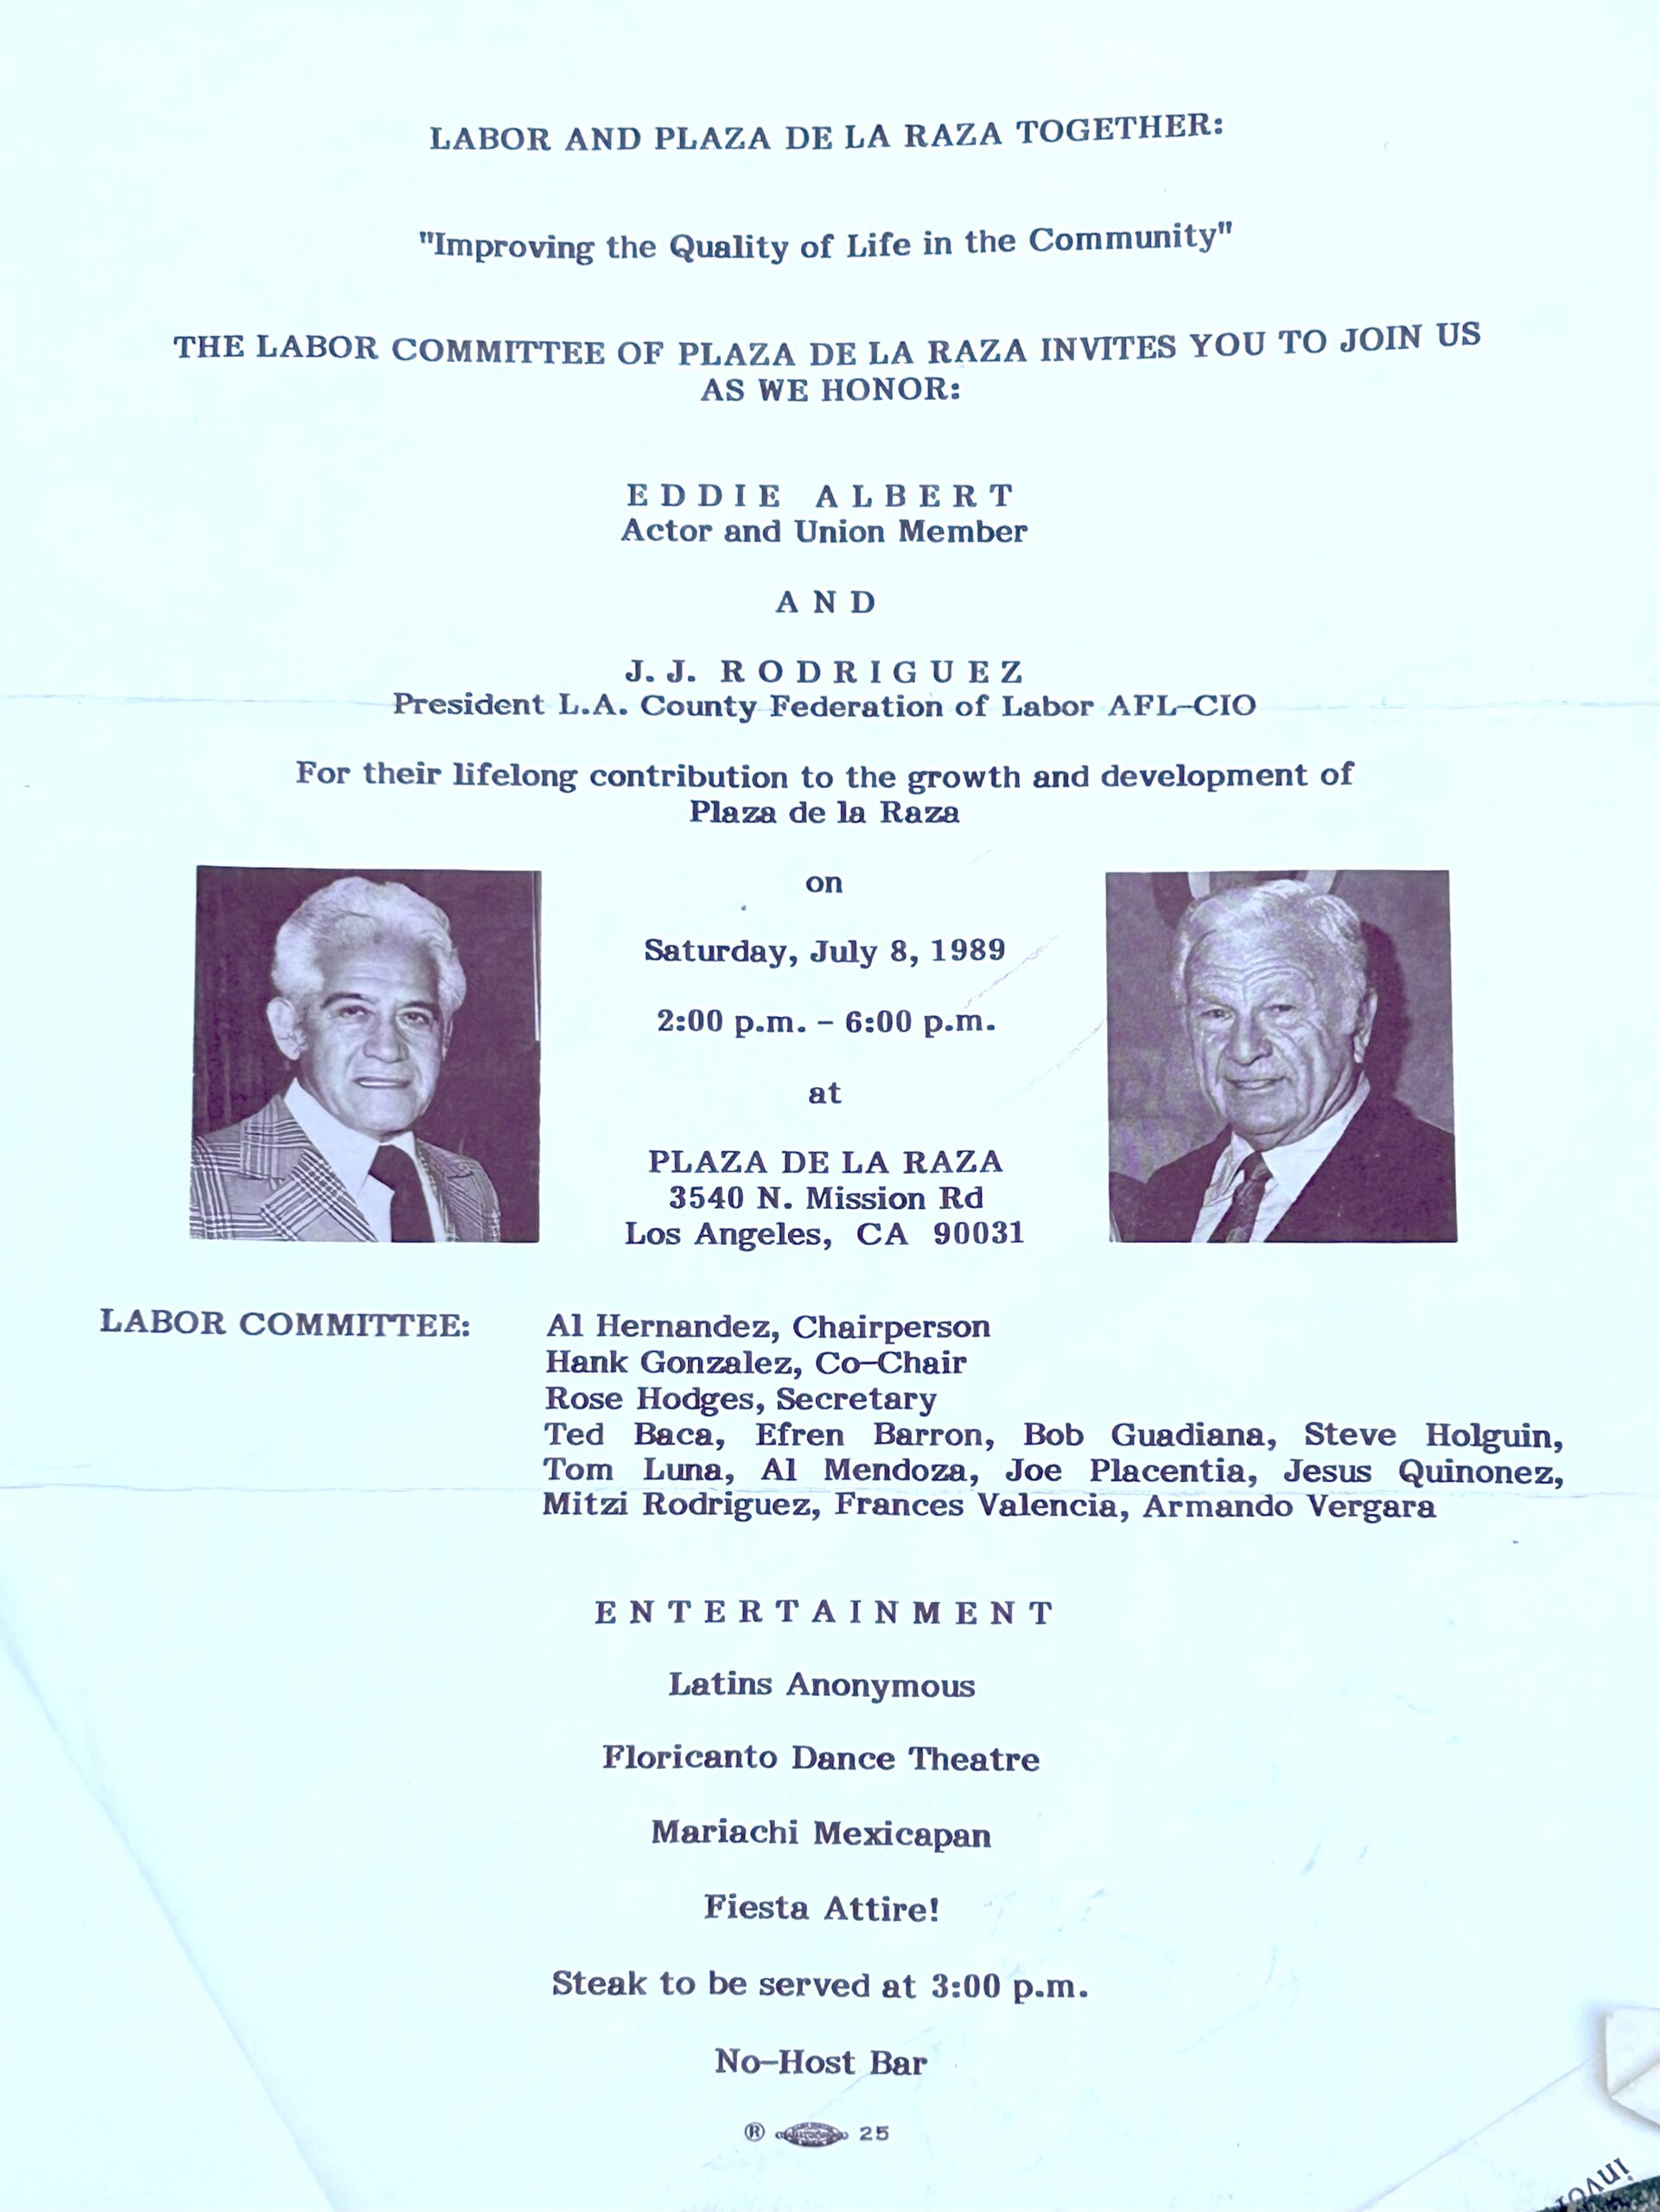 LABOR AND PLAZA DE LA RAZA TOGETHER:
"Improving the Quality of Life in the Community"
THE LABOR COMMITTEE OF PLAZA DE LA RAZA INVITES YOU TO JOIN US
AS WE HONOR:
EDDIE ALBERT
Actor and Union Member
AND
J.J. RODRIGUEZ
President L.A. County Federation of Labor AFL-CIO
For their lifelong contribution to the growth and development of
Plaza de la Raza
on
Saturday, July 8, 1989
2:00 p.m. - 6:00 p.m.
at
PLAZA DE LA RAZA
3540 N. Mission Rd
Los Angeles, CA 90031
LABOR COMMITTEE:
Al Hernandez, Chairperson
Hank Gonzalez, Co-Chair
Rose Hodges, Secretary
Ted Baca, Efren Barron, Bob Guadiana, Steve Holguin,
Tom Luna, Al Mendoza, Joe Placentia, Jesus Quinonez,
Mitzi Rodriguez, Frances Valencia, Armando Vergara
ENTERTAINMENT
Latins Anonymous
Floricanto Dance Theatre
Mariachi Mexicapan
Fiesta Attire!
Steak to be served at 3:00 p.m.
No-Host Bar
® 25